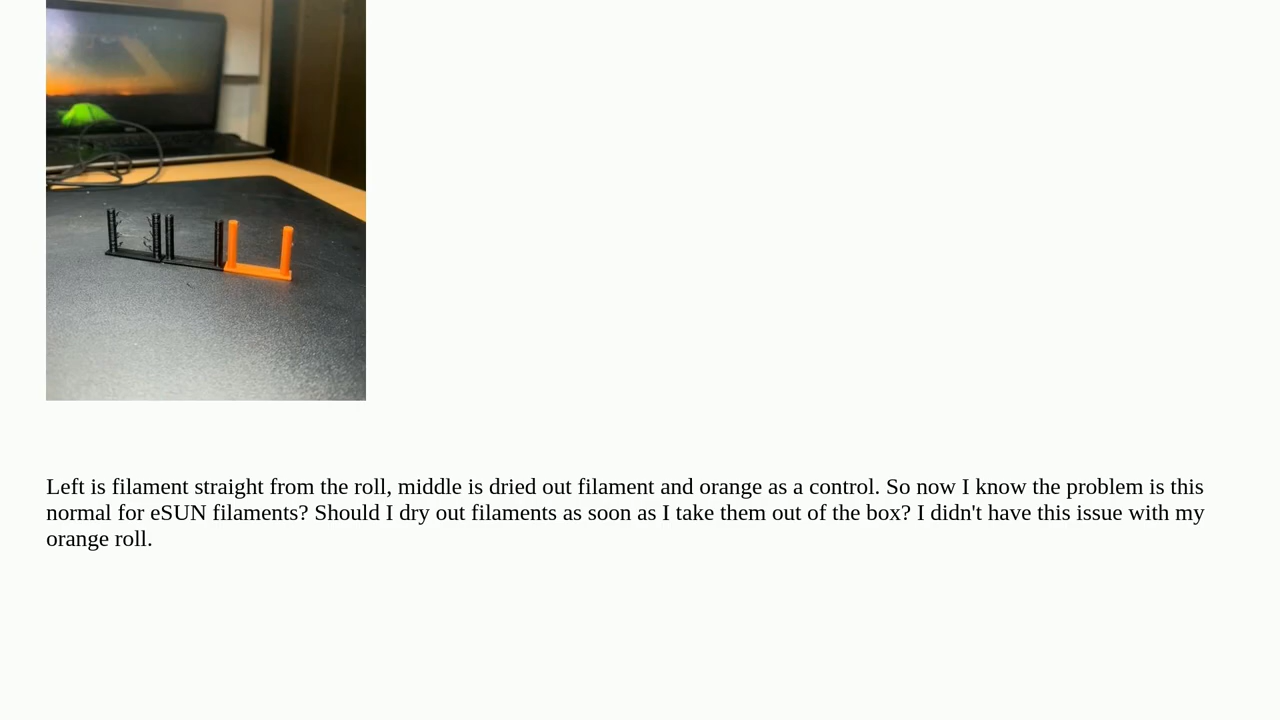 Left is filament straight from the roll, middle is dried out filament and orange as a control. So now I know the problem is this
normal for eSUN filaments? Should I dry out filaments as soon as I take them out of the box? I didn't have this issue with my
orange roll.